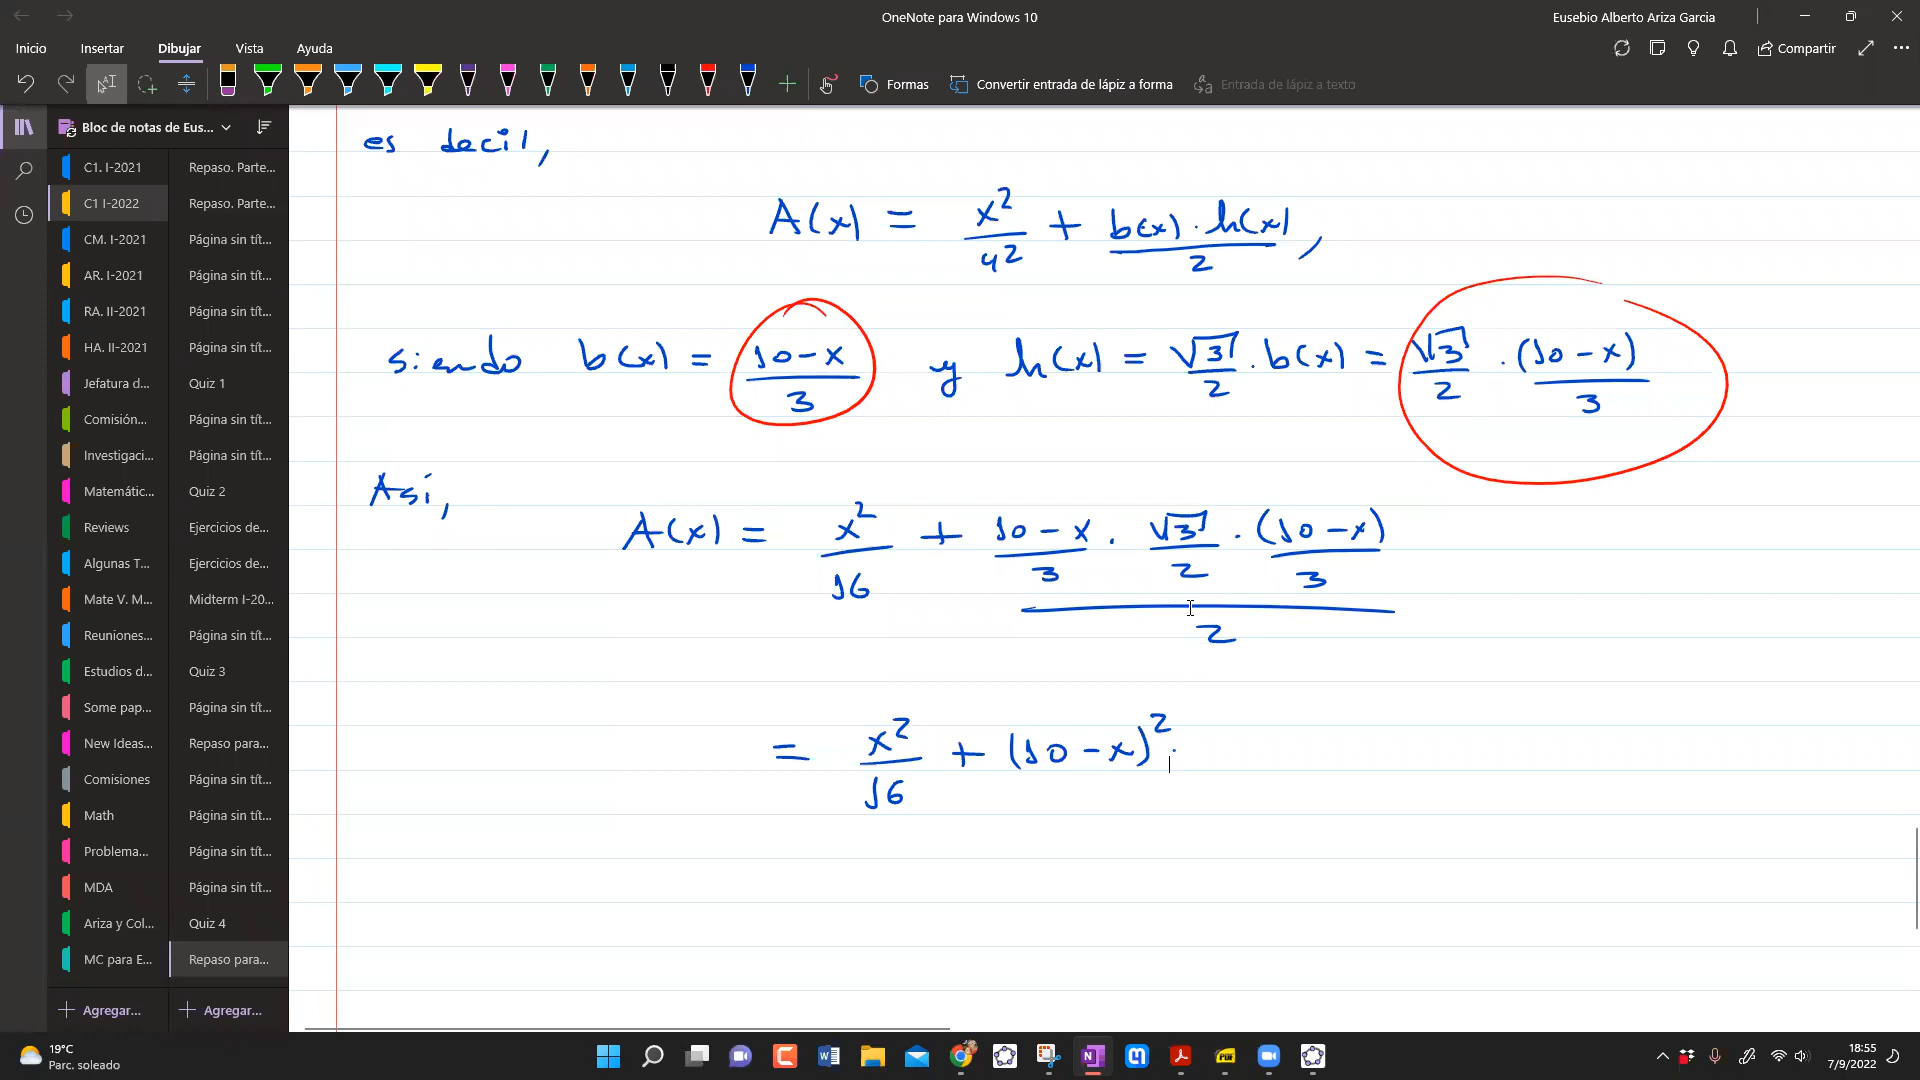 OneNote para Windows 10
Eusebio Alberto Ariza Garcia
Inicio Insertar Dibujar Vista Ayuda
Compartir
Formas Convertir entrada de lápiz a forma Entrada de lápiz a texto
Bloc de notas de Eus...
C1. I-2021 Repaso. Parte...
C1 I-2022 Repaso. Parte...
CM. I-2021 Página sin tít...
AR. I-2021 Página sin tít...
RA. II-2021 Página sin tít...
HA. II-2021 Página sin tít...
Jefatura d... Quiz 1
Comisión... Página sin tít...
Investigaci... Página sin tít...
Matemátic... Quiz 2
Reviews Ejercicios de...
Algunas T... Ejercicios de...
Mate V. M... Midterm I-20...
Reuniones... Página sin tít...
Estudios d... Quiz 3
Some pap... Página sin tít...
New Ideas... Repaso para...
Comisiones Página sin tít...
Math Página sin tít...
Problema... Página sin tít...
MDA Página sin tít...
Ariza y Col... Quiz 4
MC para E... Repaso para...
Agregar... Agregar...
es decir,
A(x) = x²/4² + b(x)·h(x)/2,
siendo b(x) = 10-x/3 y h(x) = √3/2 · b(x) = √3/2 · (10-x)/3
Así,
A(x) = x²/16 + 10-x/3 · √3/2 · (10-x)/3 / 2
= x²/16 + (10-x)² ·
19°C
Parc. soleado
18:55
7/9/2022